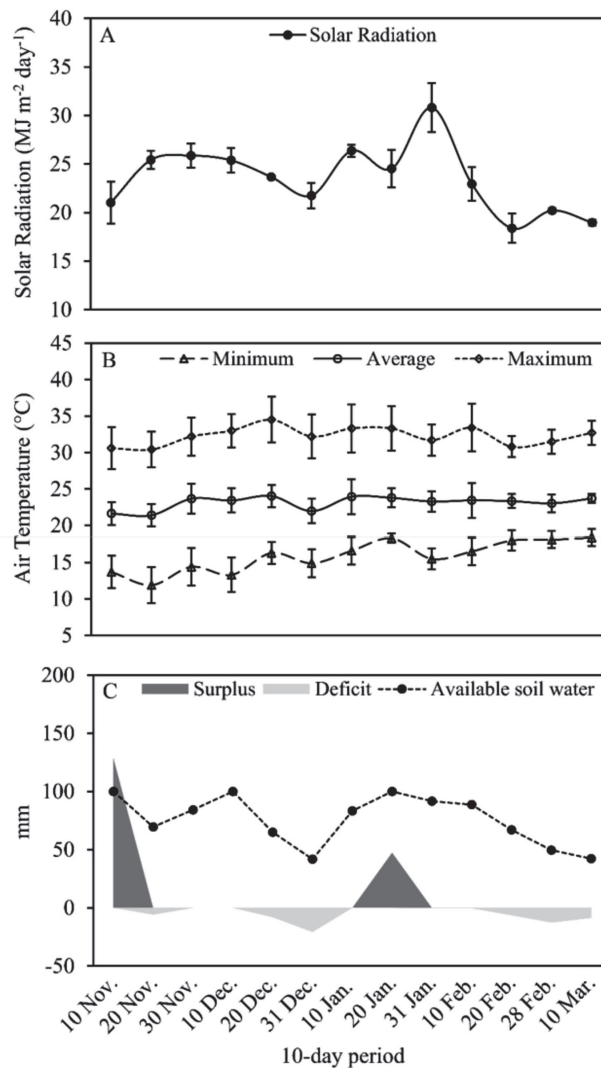 A
Solar Radiation
Solar Radiation (MJ m⁻² day⁻¹)
40
35
30
25
20
15
10
B
Minimum
Average
Maximum
Air Temperature (°C)
45
40
35
30
25
20
15
10
5
C
Surplus
Deficit
Available soil water
mm
200
150
100
50
0
-50
10 Nov.
20 Nov.
30 Nov.
10 Dec.
20 Dec.
31 Dec.
10 Jan.
20 Jan.
31 Jan.
10 Feb.
20 Feb.
28 Feb.
10 Mar.
10-day period